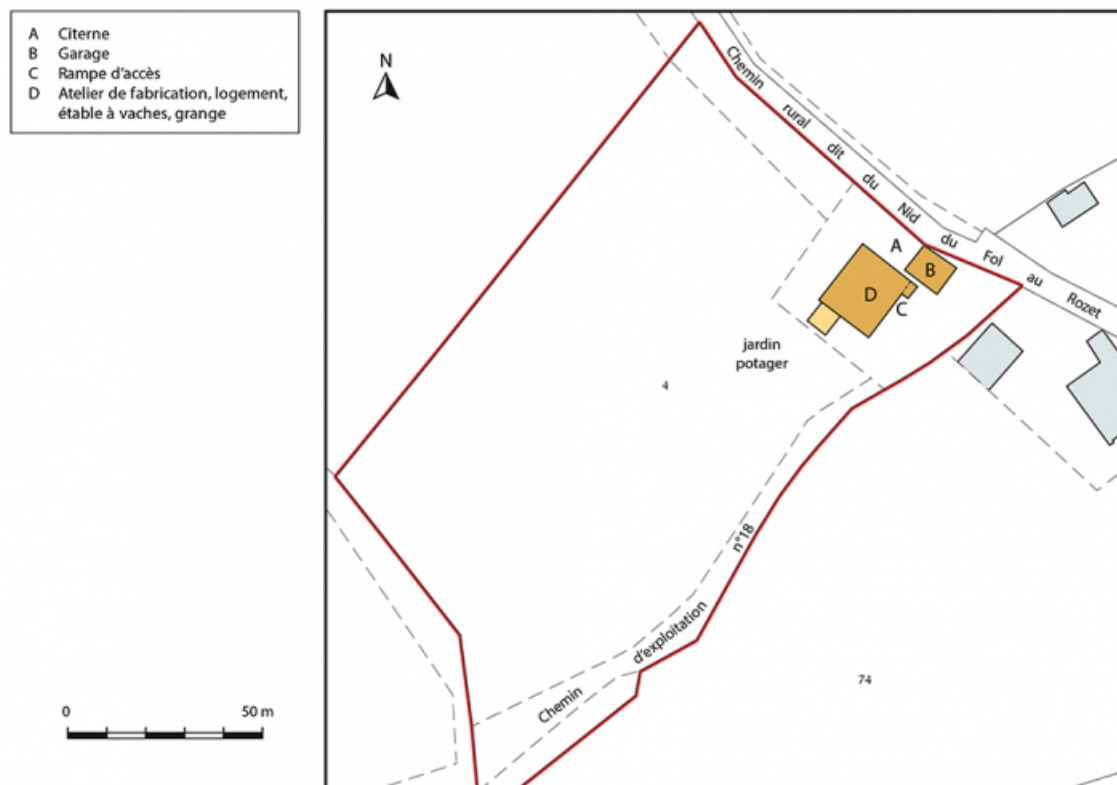 A Citerne
B Garage
C Rampe d'accès
D Atelier de fabrication, logement,
étable à vaches, grange
N
Chemin rural dit du Nid du Fol au Rozet
A
B
D
C
jardin
potager
4
n°18
d'exploitation
Chemin
74
0 50 m